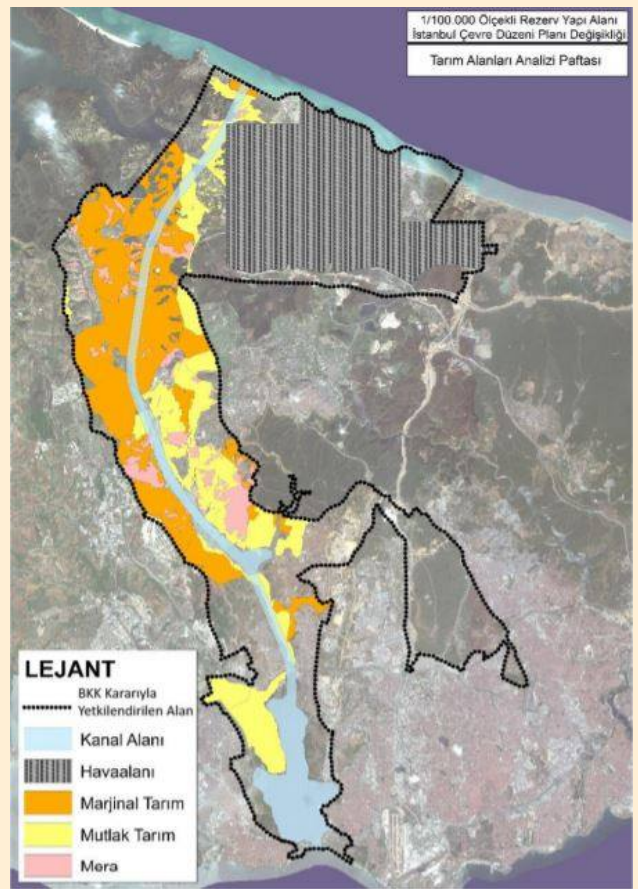 1/100.000 Ölçekli Rezerv Yapı Alanı
İstanbul Çevre Düzeni Planı Değişikliği
Tarım Alanları Analizi Paftası
LEJANT
BKK Kararıyla
Yetkilendirilen Alan
Kanal Alanı
Havaalanı
Marjinal Tarım
Mutlak Tarım
Mera